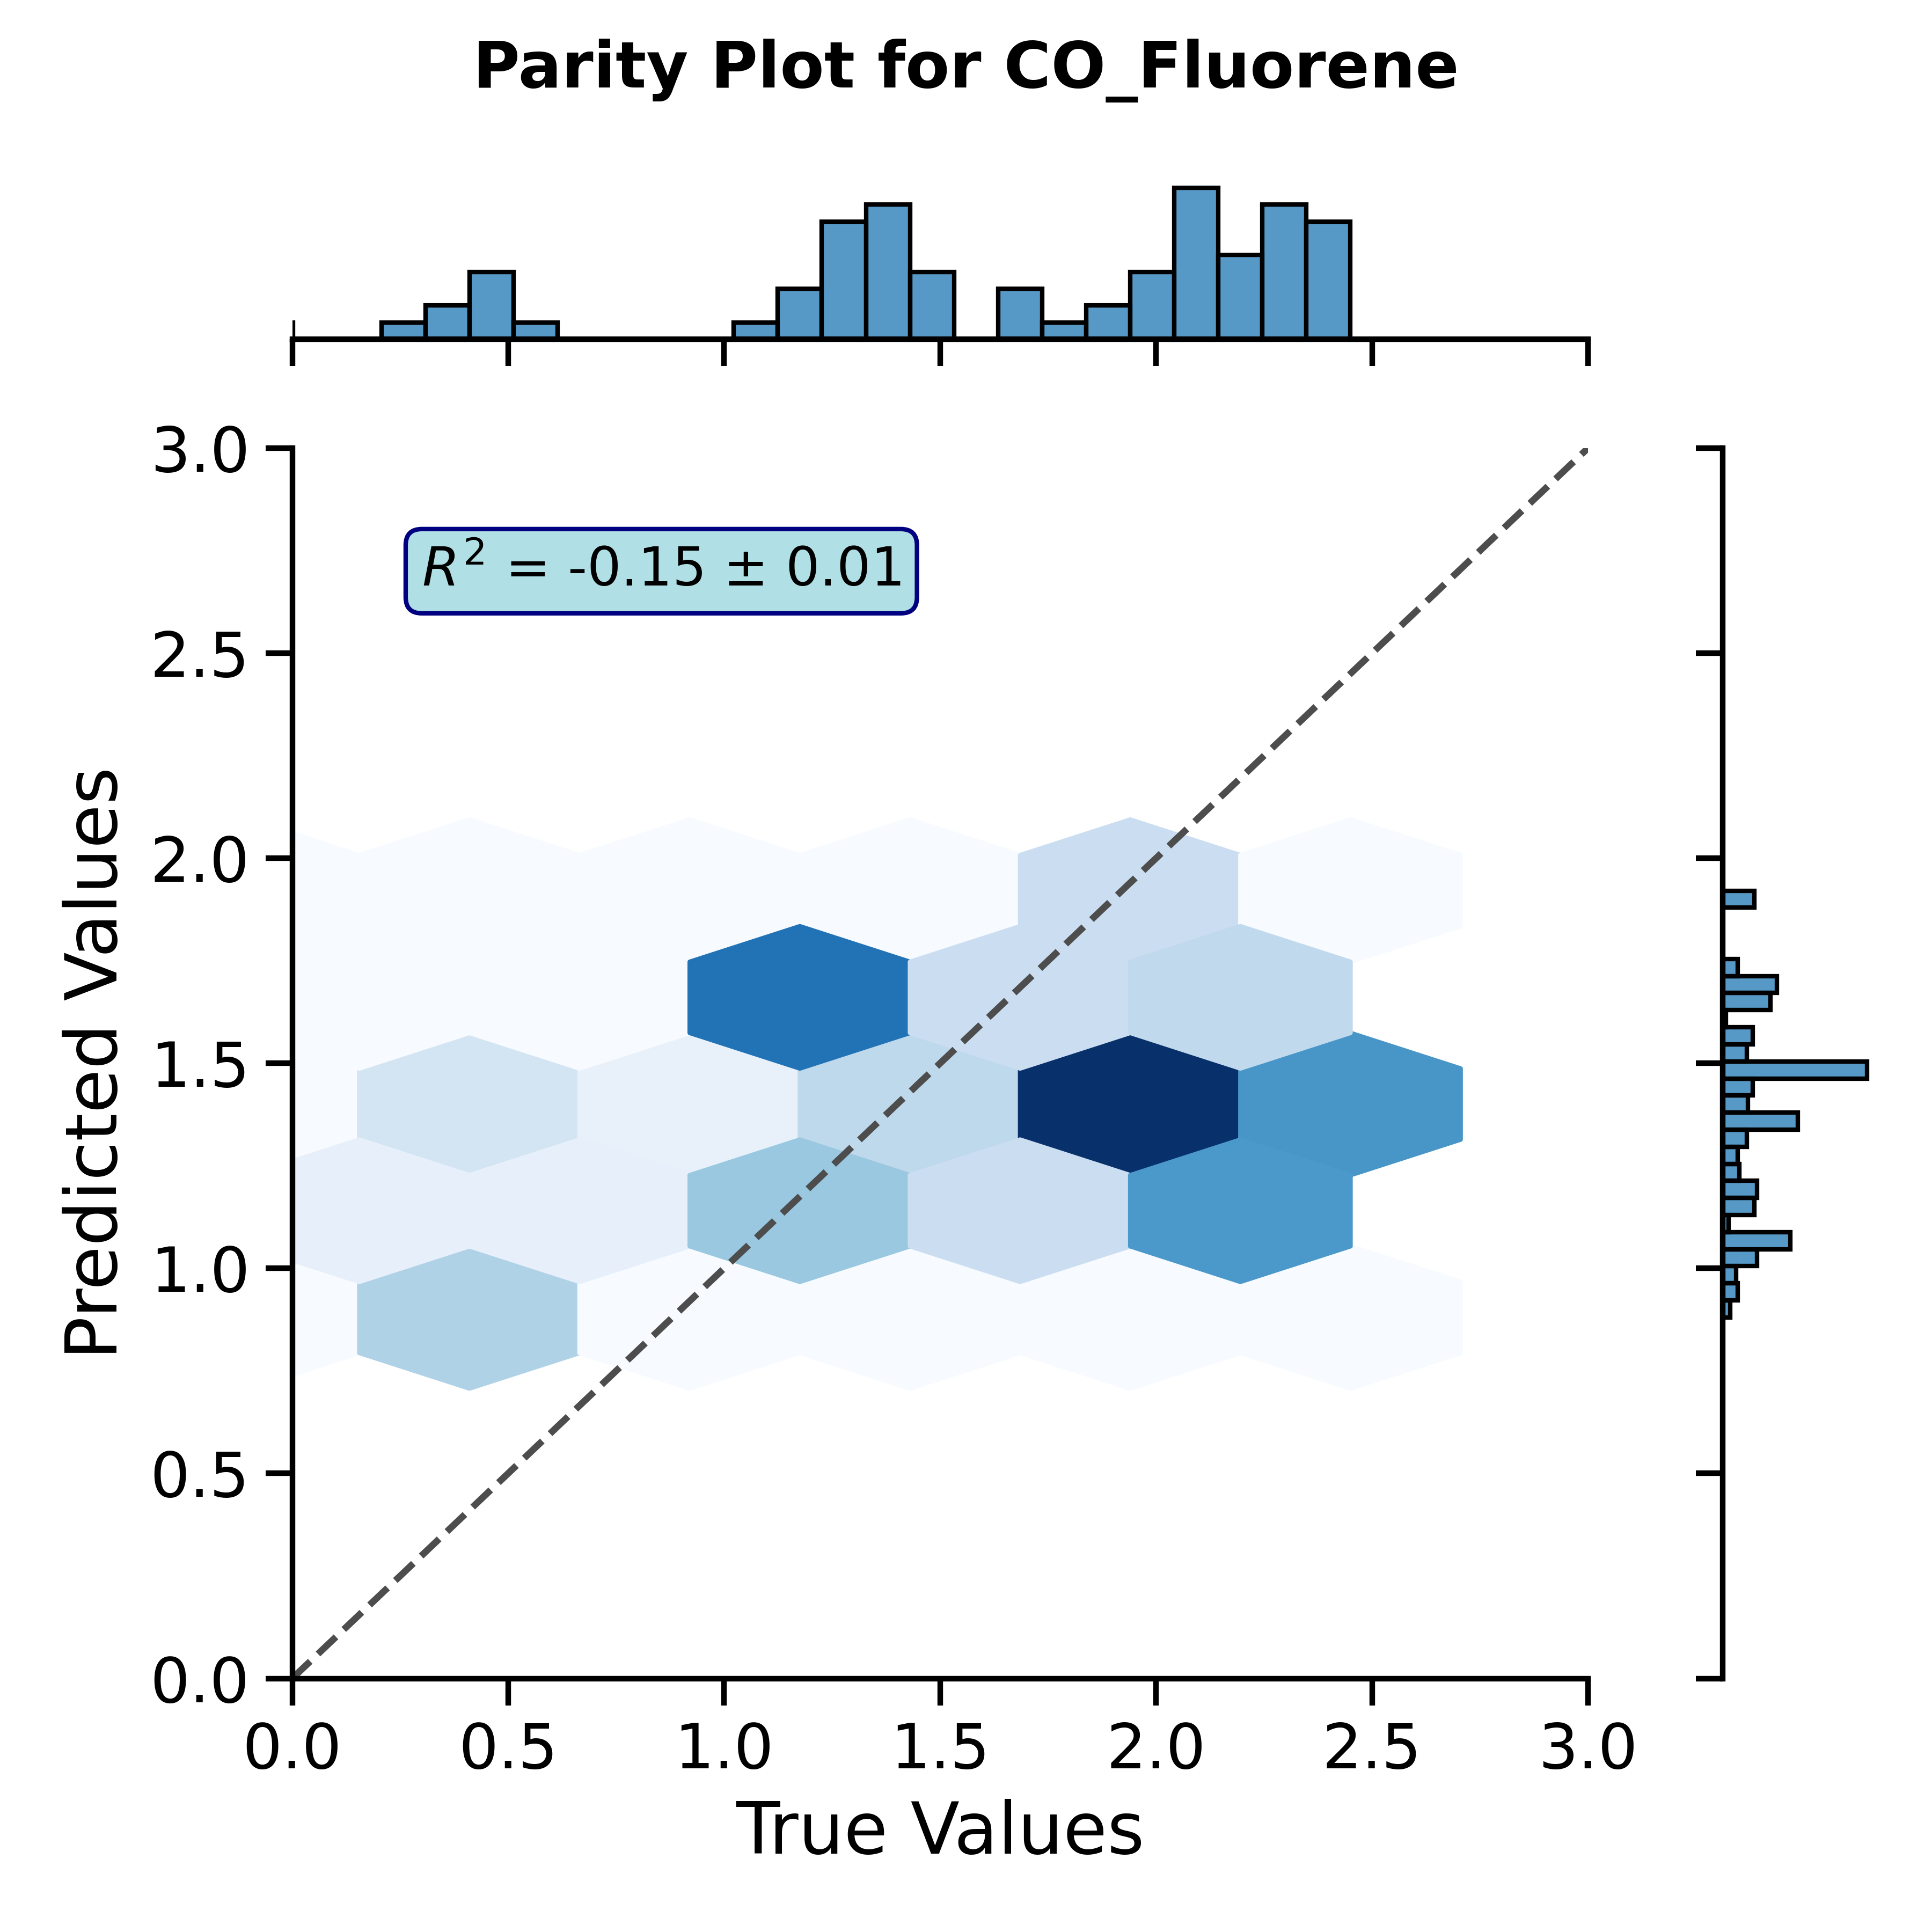 Parity Plot for CO_Fluorene
R² = -0.15 ± 0.01
Predicted Values
3.0
2.5
2.0
1.5
1.0
0.5
0.0
0.0 0.5 1.0 1.5 2.0 2.5 3.0
True Values